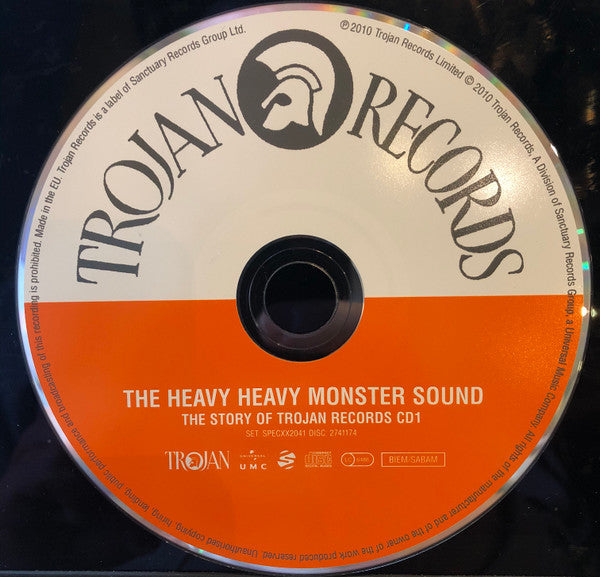 TROJAN RECORDS
THE HEAVY HEAVY MONSTER SOUND
THE STORY OF TROJAN RECORDS CD1
SET SPECXX2041 DISC 2741174
TROJAN
UMC
BIEM-SABAM
℗ 2010 Trojan Records Limited © 2010 Trojan Records, A Division of Sanctuary Records Group, a Universal Music Company. All rights of the manufacturer and of the owner of the work produced reserved. Unauthorised copying, hiring, lending, public performance and broadcasting of this recording is prohibited. Made in the EU. Trojan Records is a label of Sanctuary Records Group Ltd.